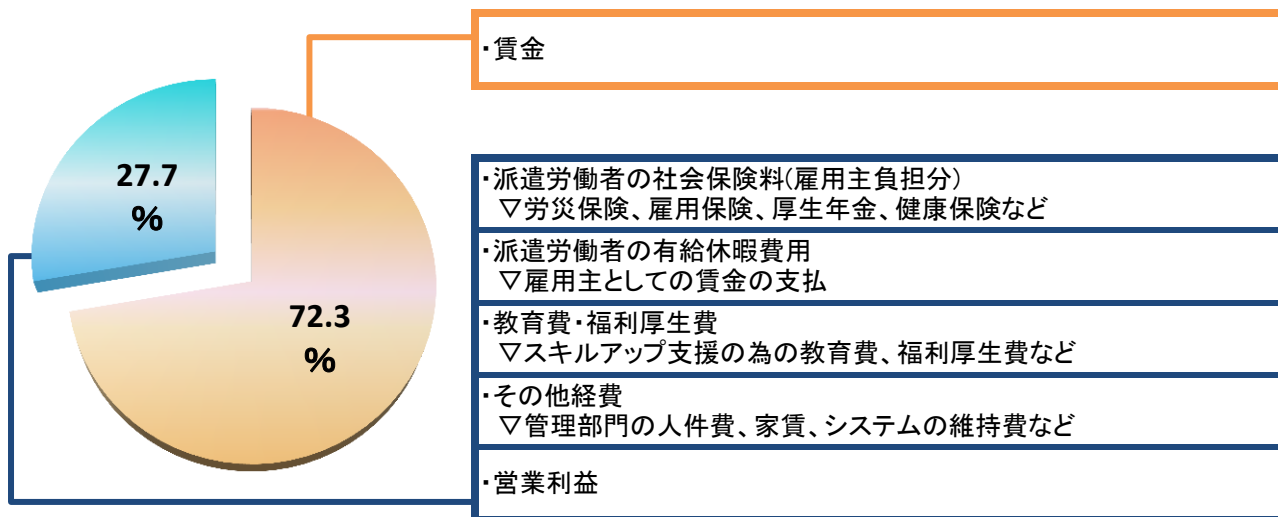 ・賃金
27.7
%
72.3
%
・派遣労働者の社会保険料(雇用主負担分)
▽労災保険、雇用保険、厚生年金、健康保険など
・派遣労働者の有給休暇費用
▽雇用主としての賃金の支払
・教育費・福利厚生費
▽スキルアップ支援の為の教育費、福利厚生費など
・その他経費
▽管理部門の人件費、家賃、システムの維持費など
・営業利益